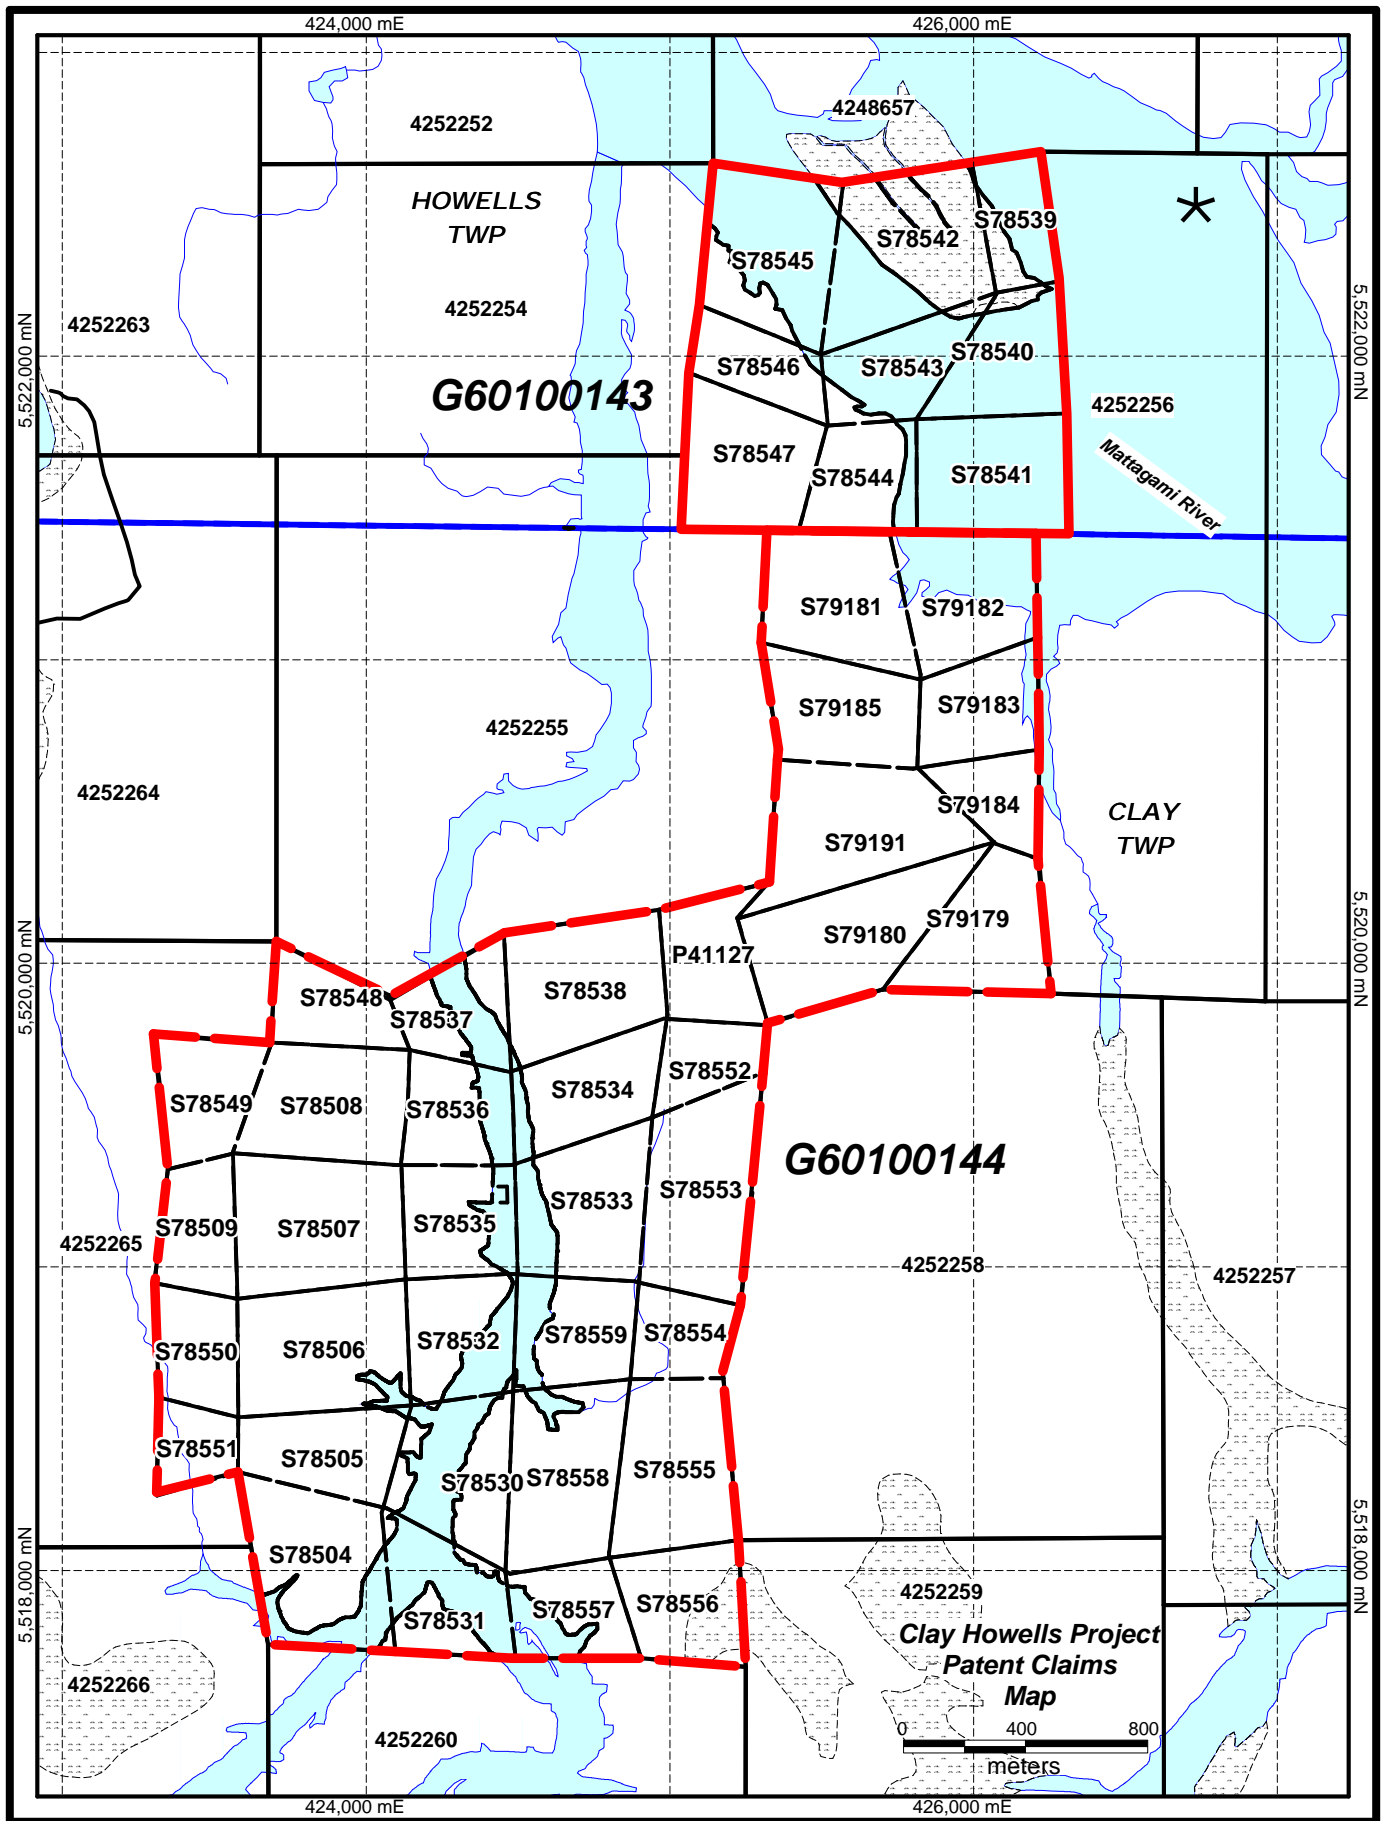 424,000 mE
426,000 mE
4252252
4248657
HOWELLS
TWP
S78539
S78542
S78545
4252254
4252263
5,522,000 mN
5,522,000 mN
S78540
S78546
S78543
G60100143
4252256
S78547
S78544
S78541
Mattagami River
S79181
S79182
S79185
S79183
4252255
4252264
S79184
CLAY
TWP
S79191
S79179
S79180
P41127
5,520,000 mN
5,520,000 mN
S78548
S78538
S78537
S78552
S78534
S78549
S78508
S78536
G60100144
S78553
S78533
S78509
S78507
S78535
4252265
4252258
4252257
S78532
S78559
S78554
S78550
S78506
S78551
S78505
S78530
S78558
S78555
5,518,000 mN
5,518,000 mN
S78504
4252259
S78531
S78557
S78556
Clay Howells Project
Patent Claims
Map
4252266
4252260
0 400 800
meters
424,000 mE
426,000 mE